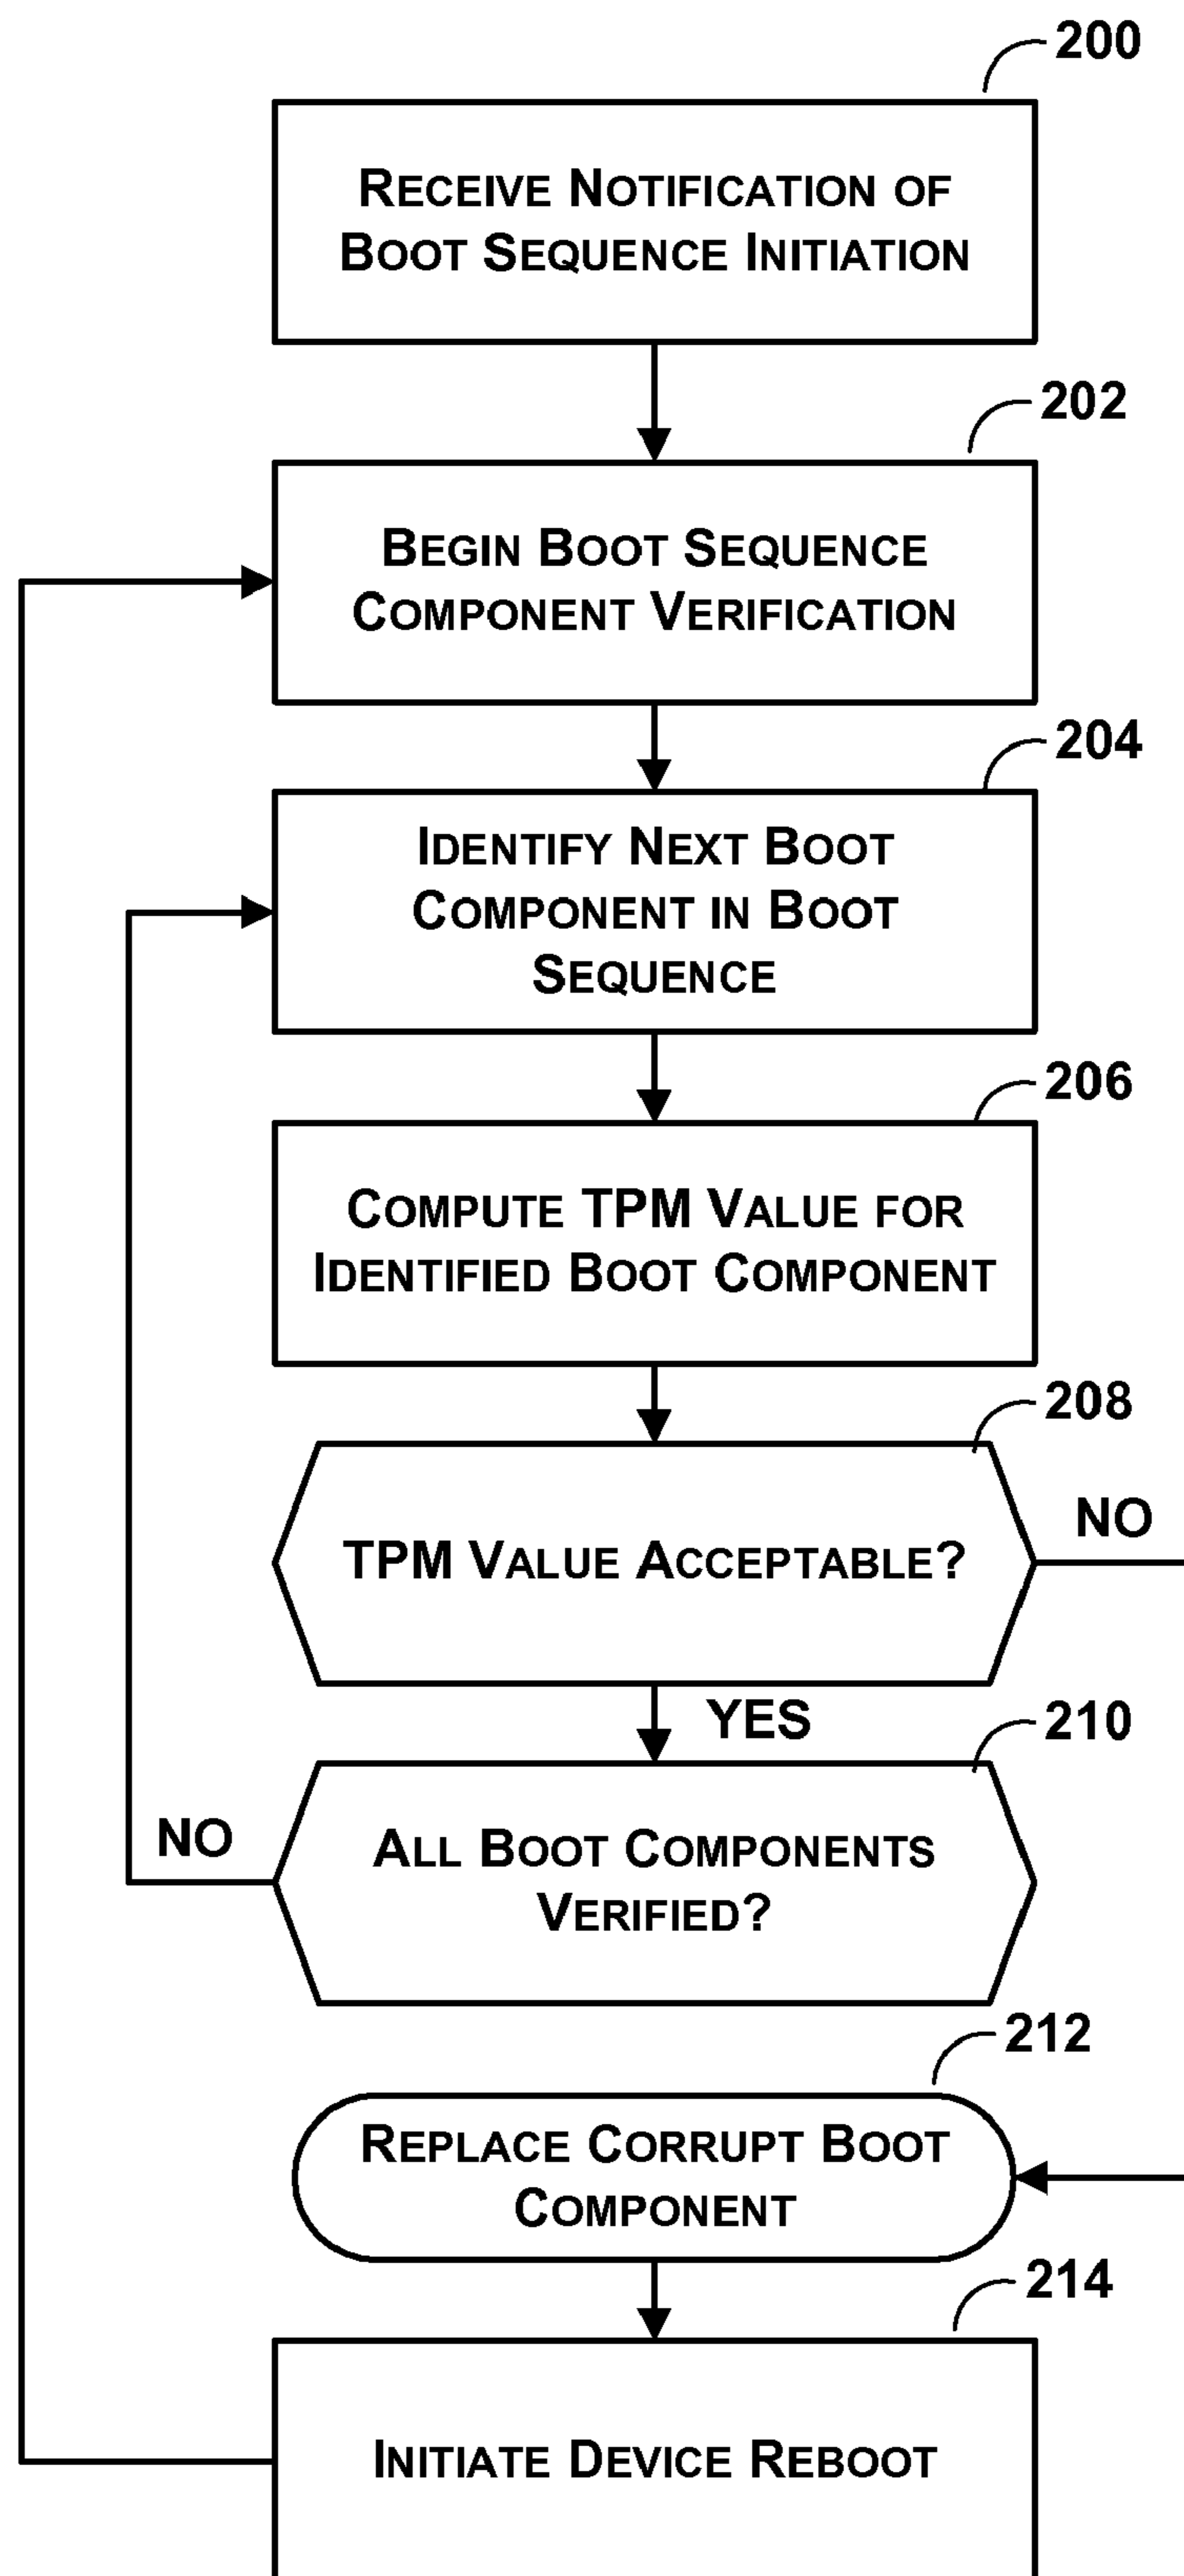 200
RECEIVE NOTIFICATION OF
BOOT SEQUENCE INITIATION
202
BEGIN BOOT SEQUENCE
COMPONENT VERIFICATION
204
IDENTIFY NEXT BOOT
COMPONENT IN BOOT
SEQUENCE
206
COMPUTE TPM VALUE FOR
IDENTIFIED BOOT COMPONENT
208
TPM VALUE ACCEPTABLE?
NO
YES
210
ALL BOOT COMPONENTS
VERIFIED?
NO
212
REPLACE CORRUPT BOOT
COMPONENT
214
INITIATE DEVICE REBOOT